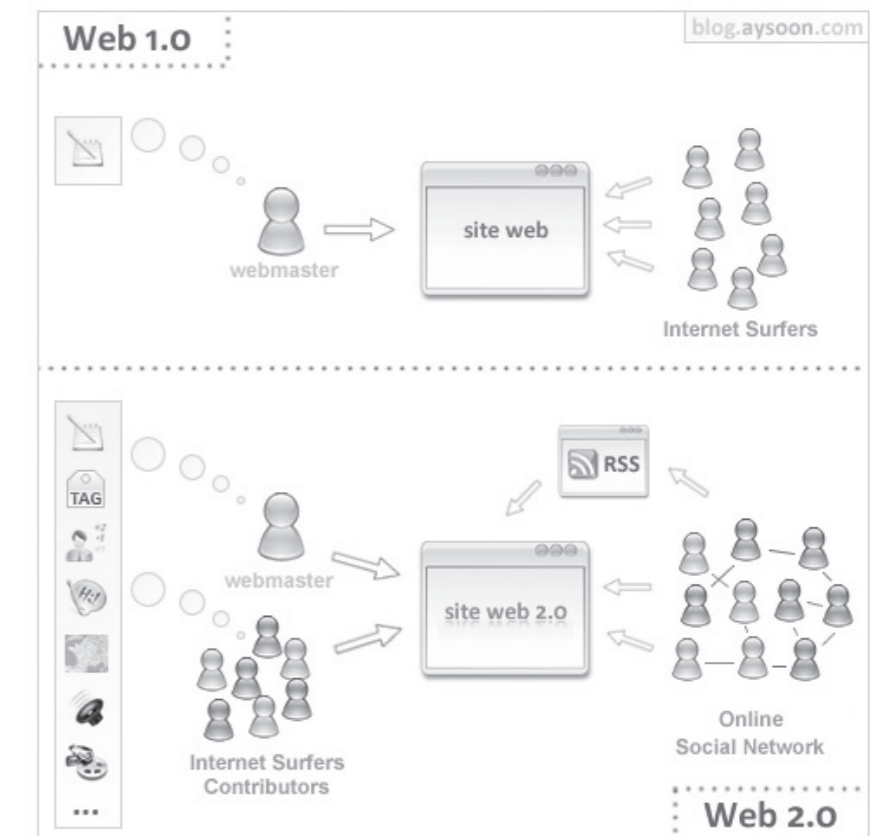 Web 1.0
blog.aysoon.com
site web
webmaster
Internet Surfers
TAG
RSS
webmaster
site web 2.0
Hi!
Internet Surfers
Contributors
Online
Social Network
...
Web 2.0